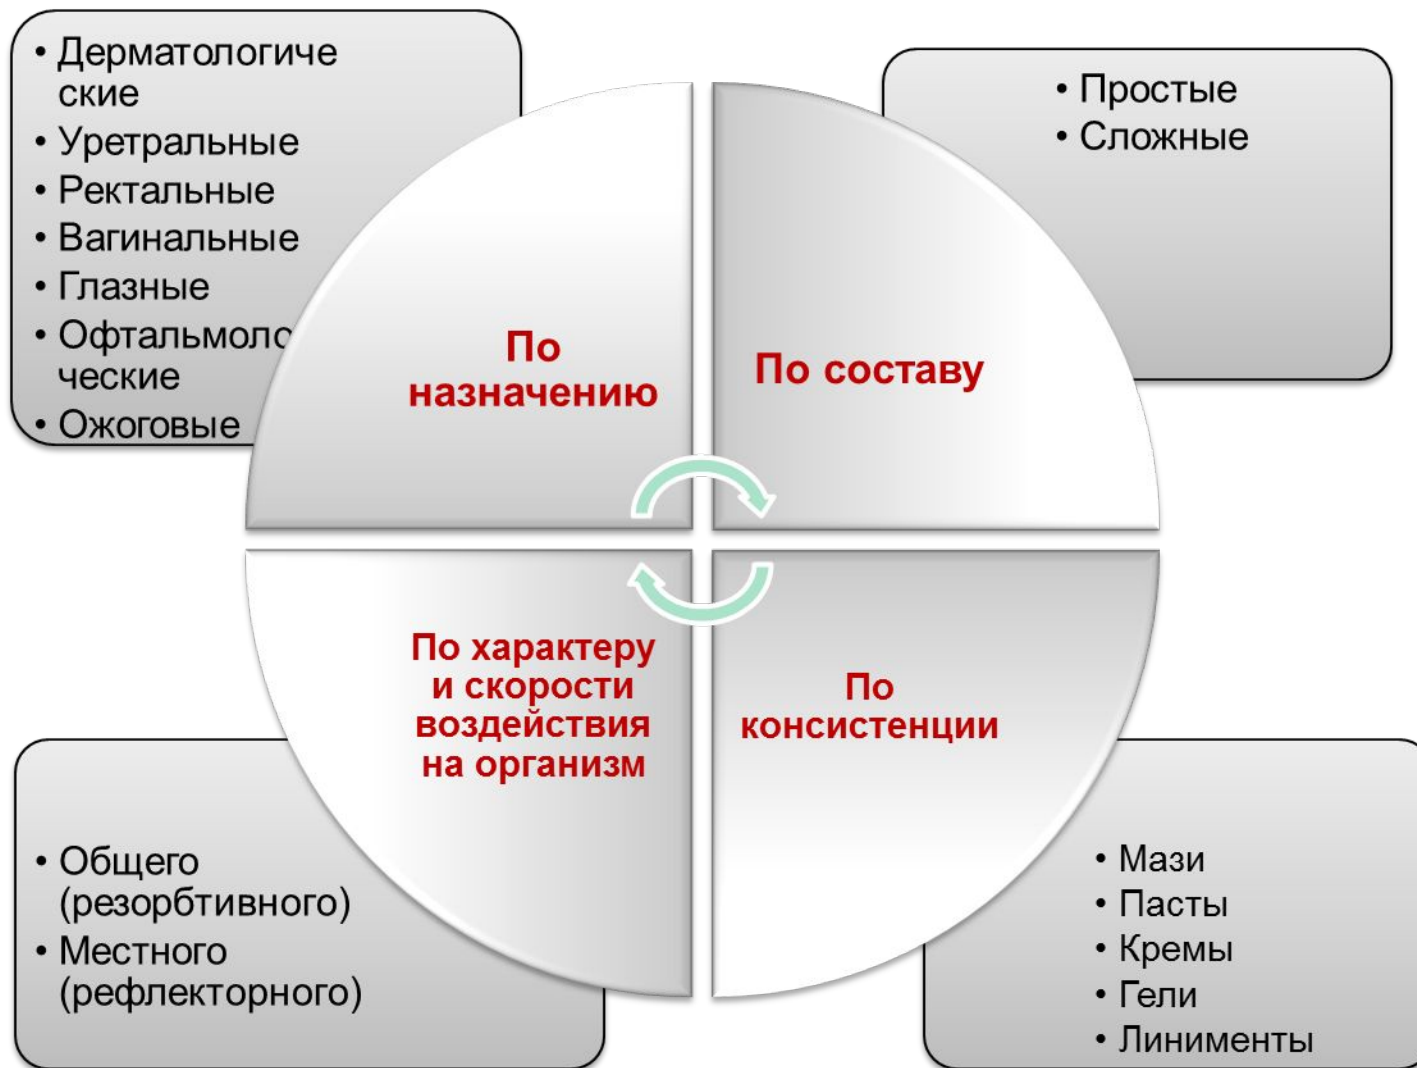 • Дерматологиче
ские
• Уретральные
• Ректальные
• Вагинальные
• Глазные
• Офтальмоло
ческие
• Ожоговые
По
назначению
• Простые
• Сложные
По составу
По характеру
и скорости
воздействия
на организм
• Общего
(резорбтивного)
• Местного
(рефлекторного)
По
консистенции
• Мази
• Пасты
• Кремы
• Гели
• Линименты